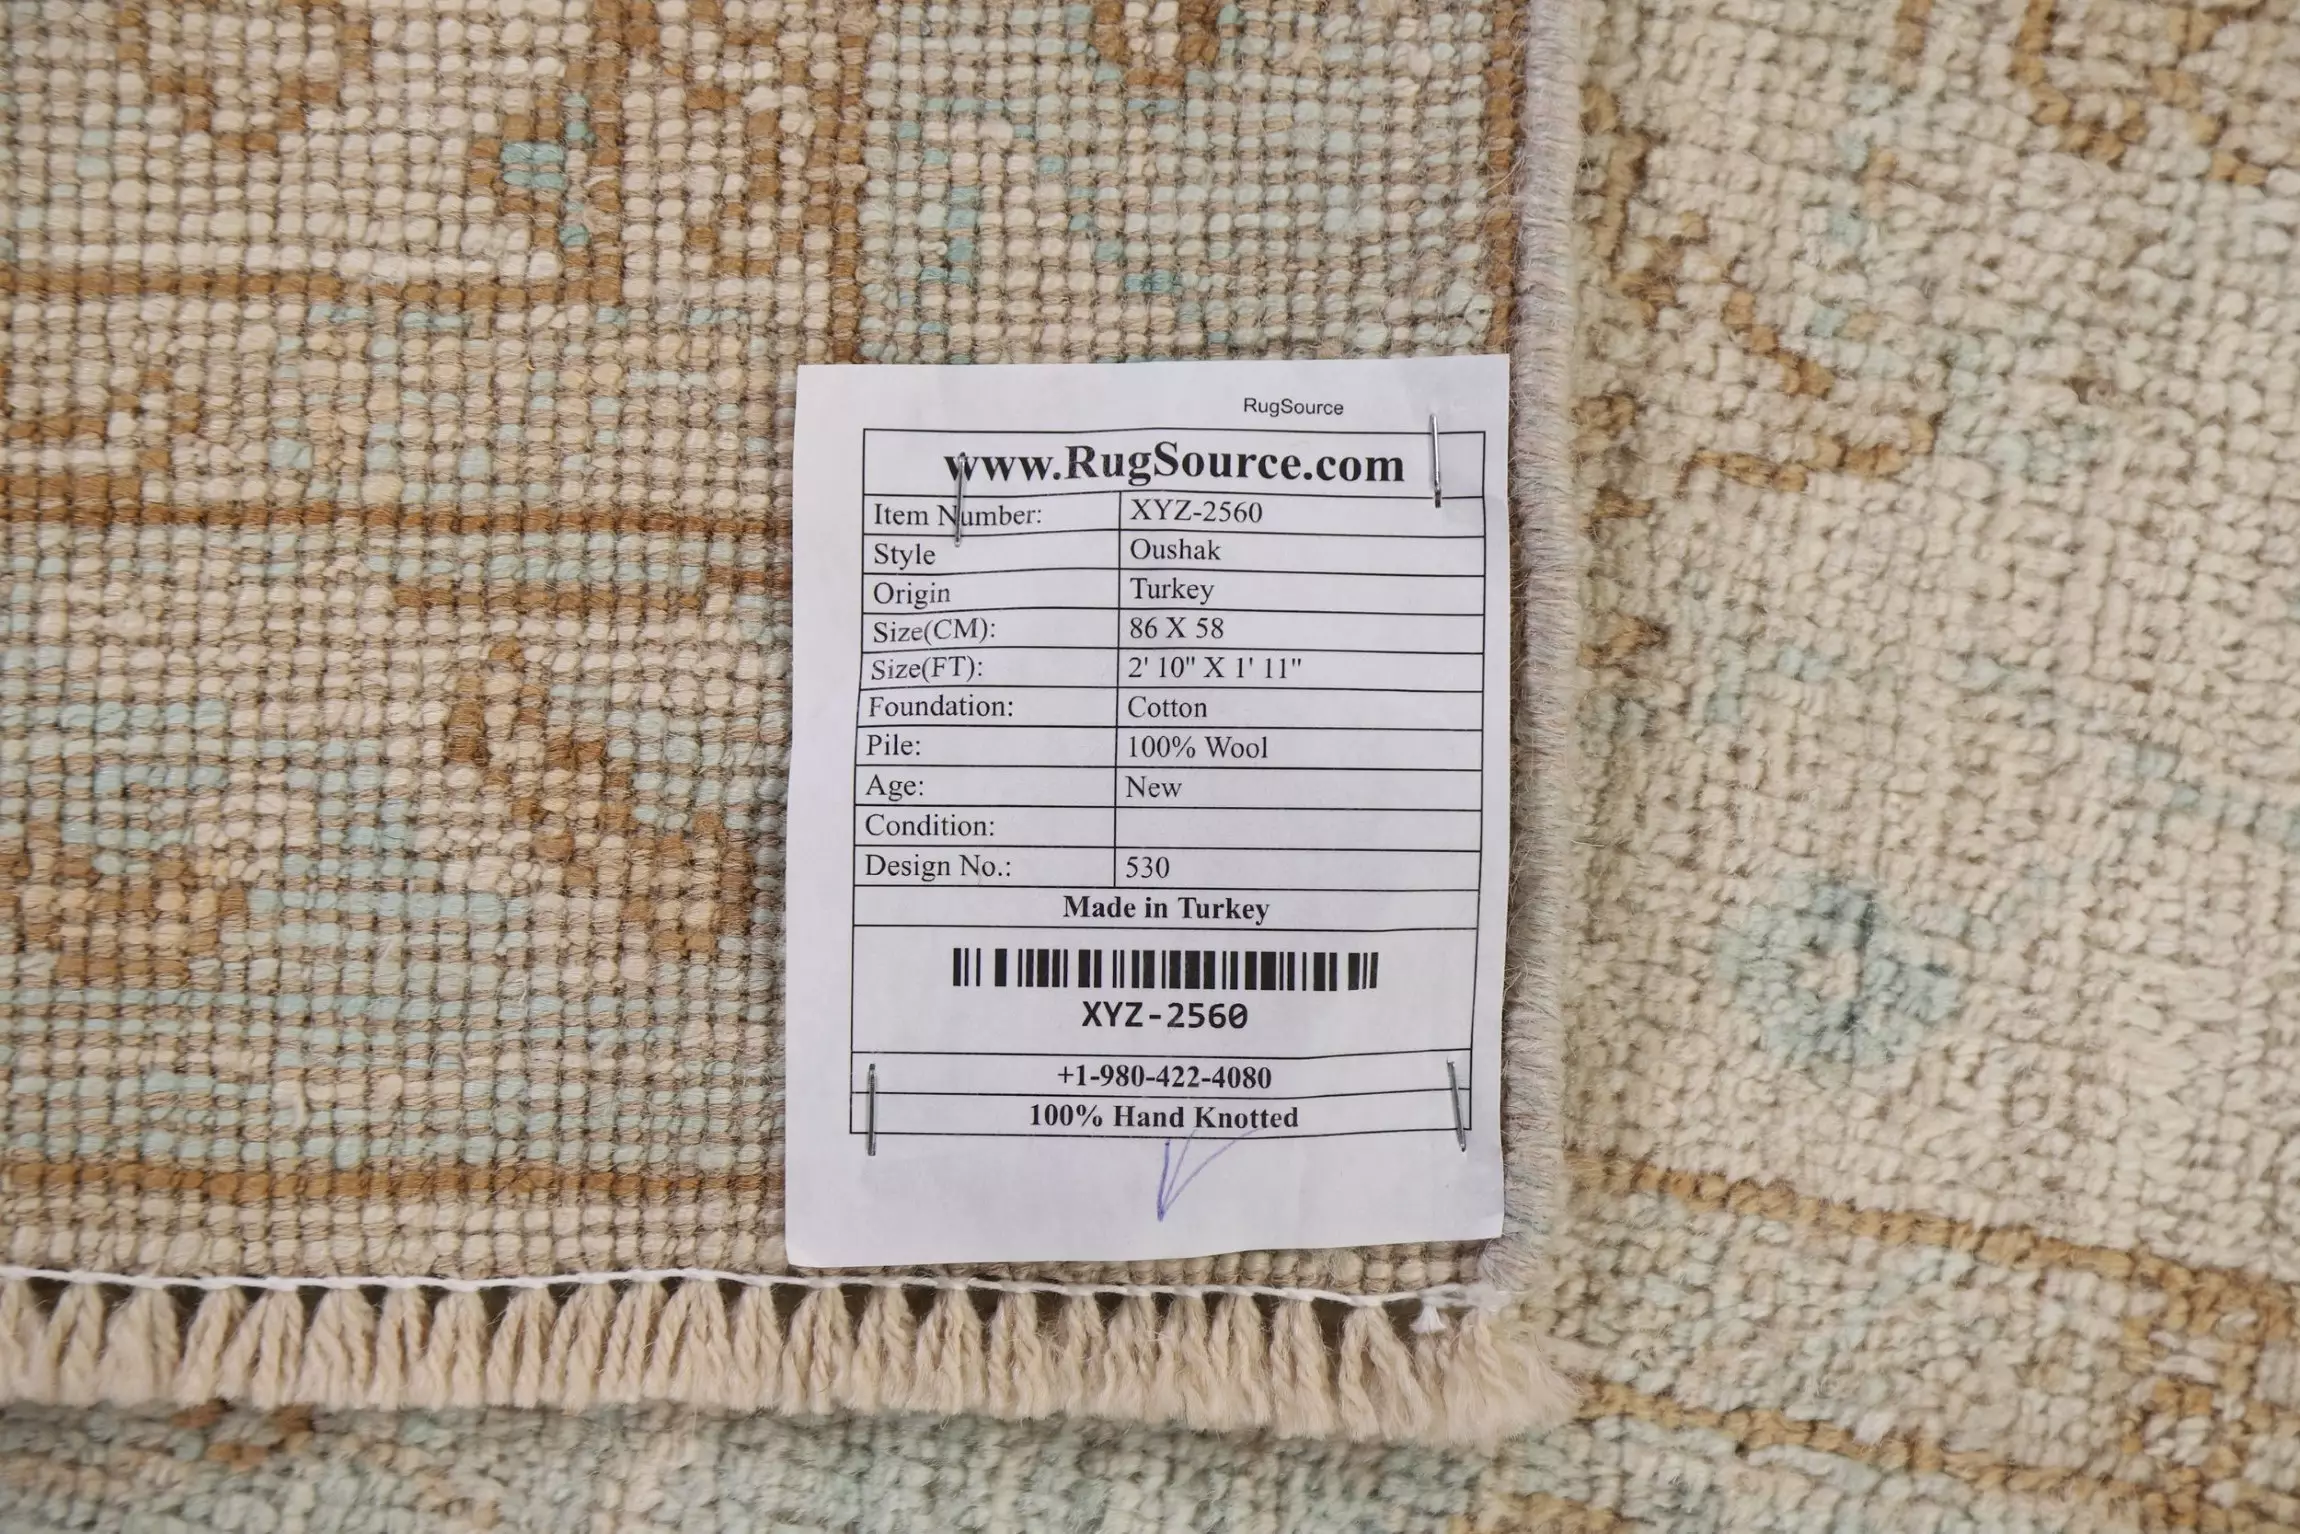 RugSource
www.RugSource.com
Item Number: XYZ-2560
Style Oushak
Origin Turkey
Size(CM): 86 X 58
Size(FT): 2' 10" X 1' 11"
Foundation: Cotton
Pile: 100% Wool
Age: New
Condition:
Design No.: 530
Made in Turkey
XYZ-2560
+1-980-422-4080
100% Hand Knotted